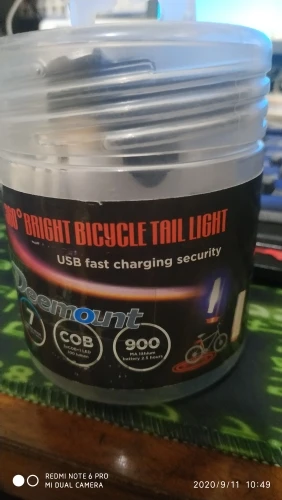 BRIGHT BICYCLE TAIL LIGHT
USB fast charging security
Deemount
7
COB
900
REDMI NOTE 6 PRO
MI DUAL CAMERA
2020/9/11 10:49